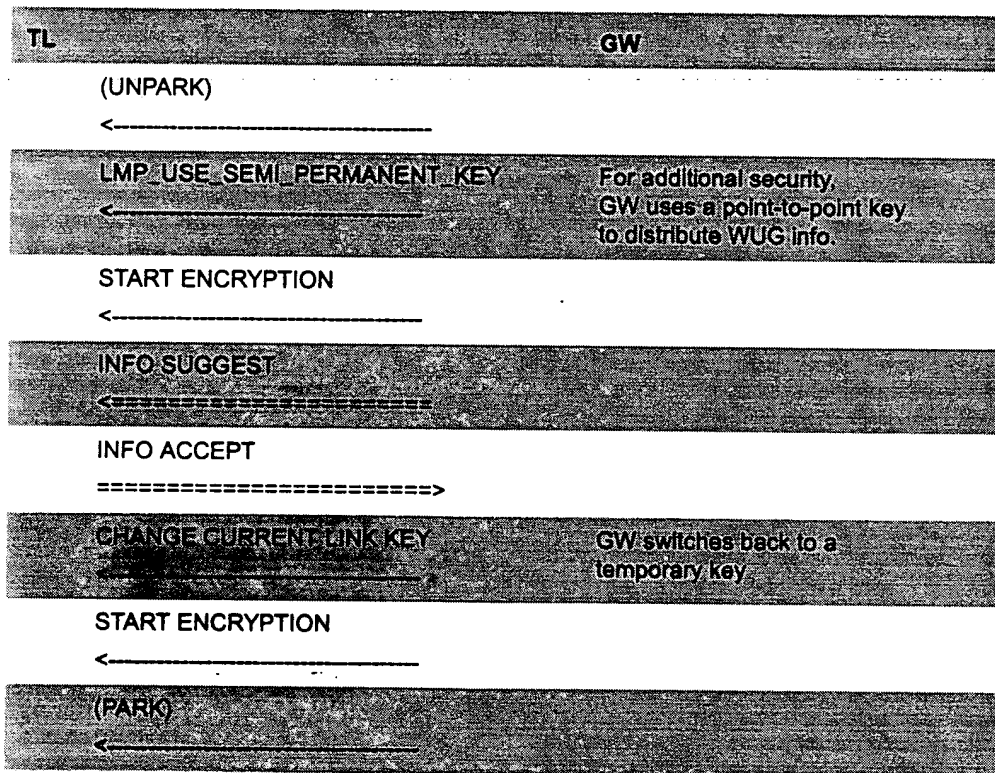 TL GW
(UNPARK)
<-----------------------------------
LMP_USE_SEMI_PERMANENT_KEY
<-----------------------------------
For additional security,
GW uses a point-to-point key
to distribute WUG info.
START ENCRYPTION
<-----------------------------------
INFO SUGGEST
<========================
INFO ACCEPT
========================>
CHANGE CURRENT LINK KEY
<-----------------------------------
GW switches back to a
temporary key
START ENCRYPTION
<-----------------------------------
(PARK)
<-----------------------------------